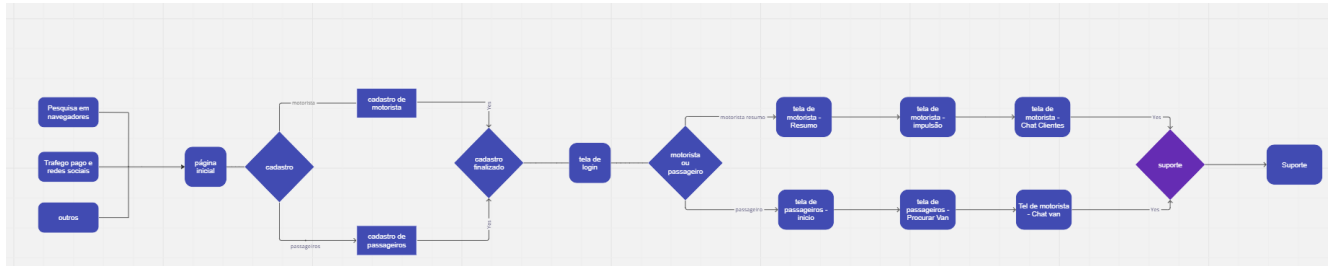 Pesquisa em
navegadores
Trafego pago e
redes sociais
outros
página
inicial
cadastro
motorista
passageiros
cadastro de
motorista
cadastro de
passageiros
Yes
Yes
cadastro
finalizado
tela de
login
motorista
ou
passageiro
motorista resumo
passageiro
tela de
motorista -
Resumo
tela de
motorista -
impulsão
tela de
motorista -
Chat Clientes
tela de
passageiros -
inicio
tela de
passageiros -
Procurar Van
Tel de motorista
- Chat van
Yes
Yes
suporte
Suporte